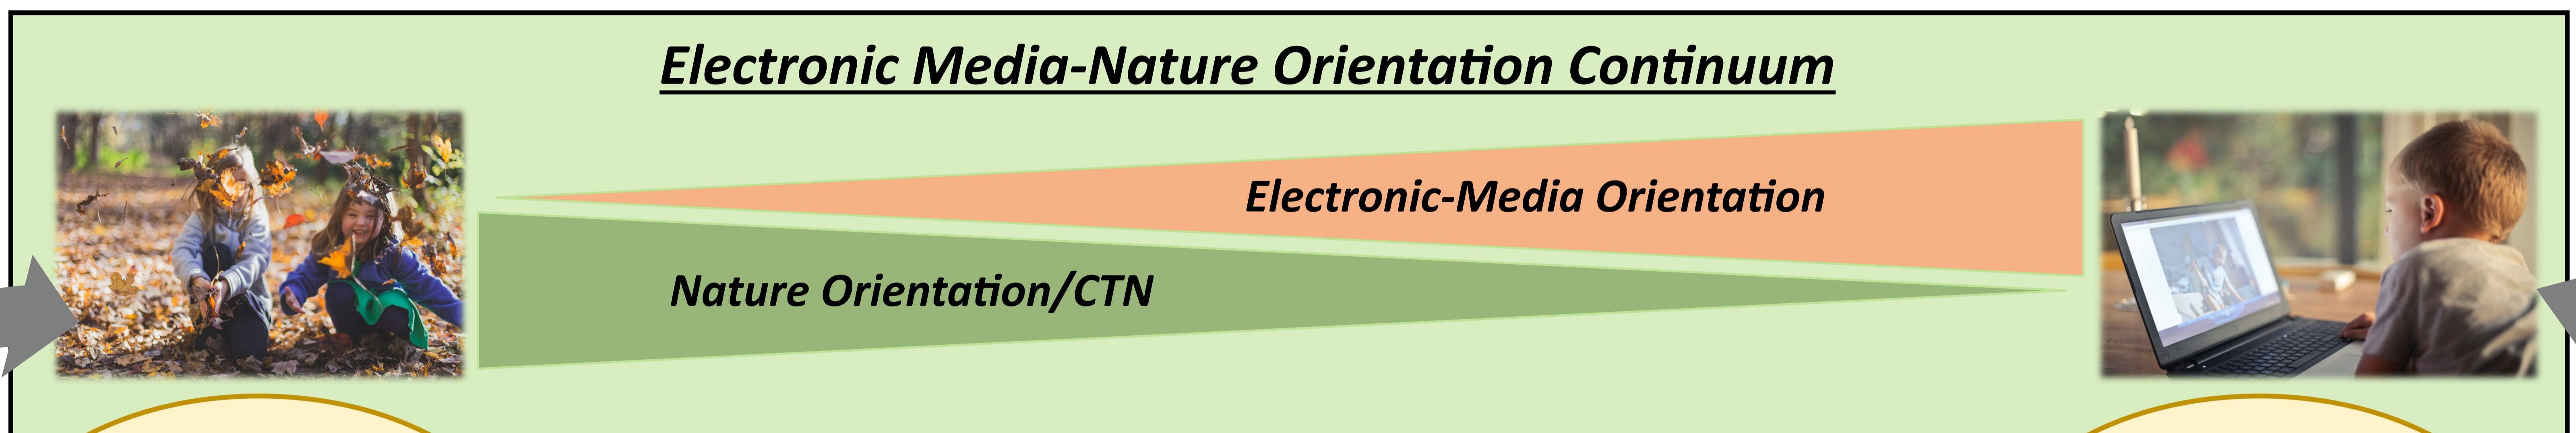 Electronic Media-Nature Orientation Continuum
Electronic-Media Orientation
Nature Orientation/CTN